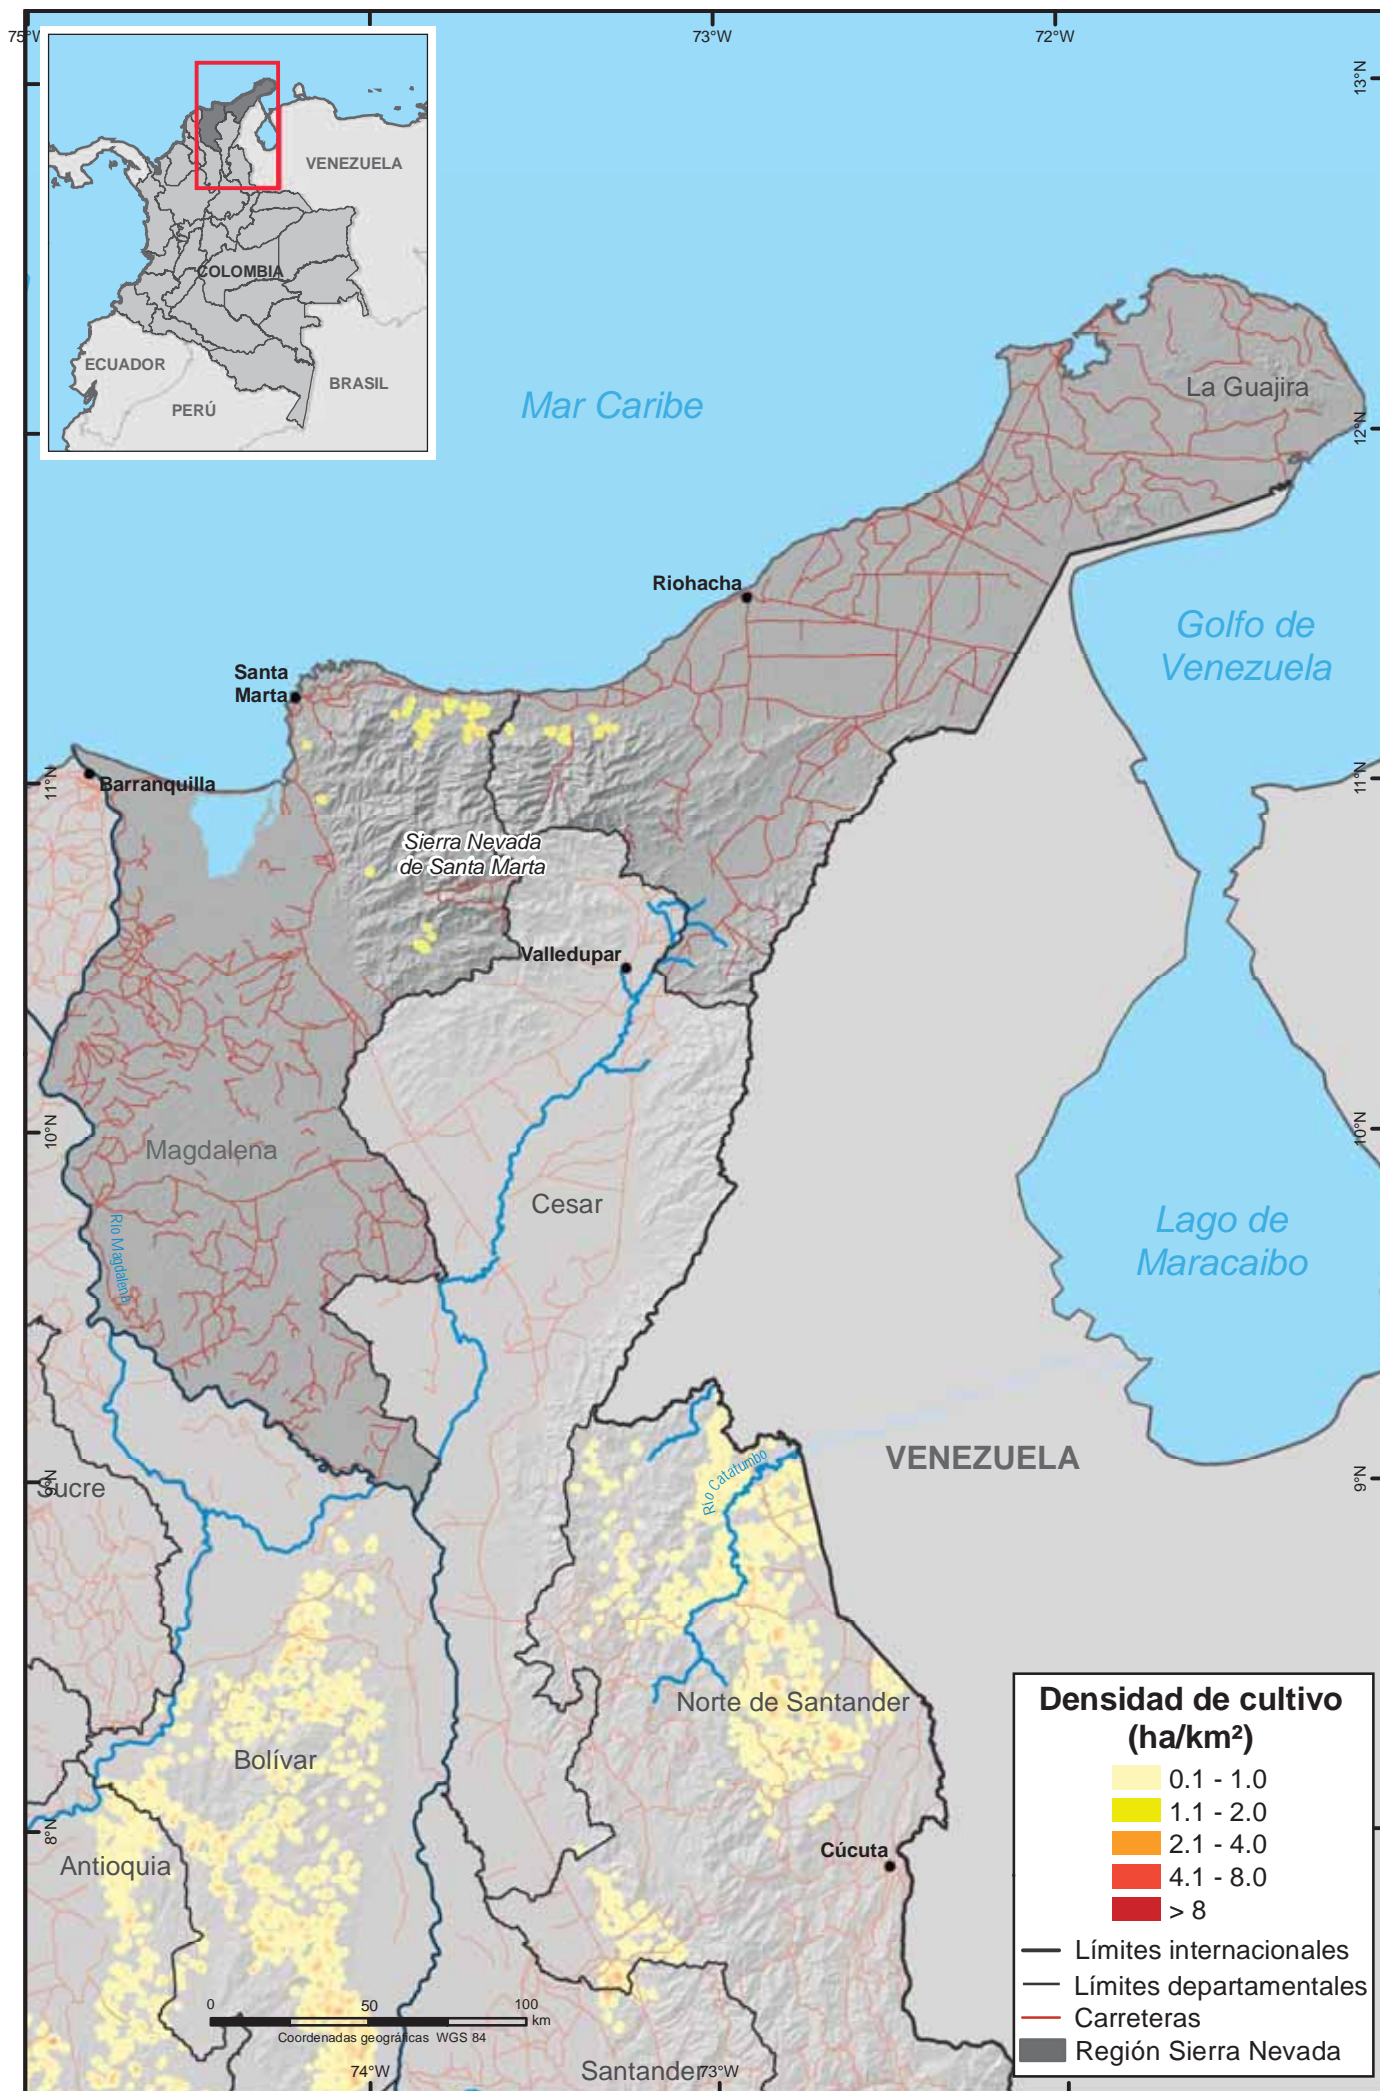 75°W
73°W
72°W
13°N
VENEZUELA
COLOMBIA
ECUADOR
PERÚ
BRASIL
Mar Caribe
La Guajira
12°N
Riohacha
Golfo de
Venezuela
Santa
Marta
11°N
Barranquilla
11°N
Sierra Nevada
de Santa Marta
Valledupar
10°N
10°N
Magdalena
Cesar
Río Magdalena
Lago de
Maracaibo
VENEZUELA
Río Catatumbo
9°N
9°N
Sucre
Norte de Santander
Bolívar
8°N
Antioquia
Cúcuta
Densidad de cultivo
(ha/km²)
0.1 - 1.0
1.1 - 2.0
2.1 - 4.0
4.1 - 8.0
> 8
Límites internacionales
Límites departamentales
Carreteras
Región Sierra Nevada
0 50 100
km
Coordenadas geográficas WGS 84
74°W
Santander
73°W